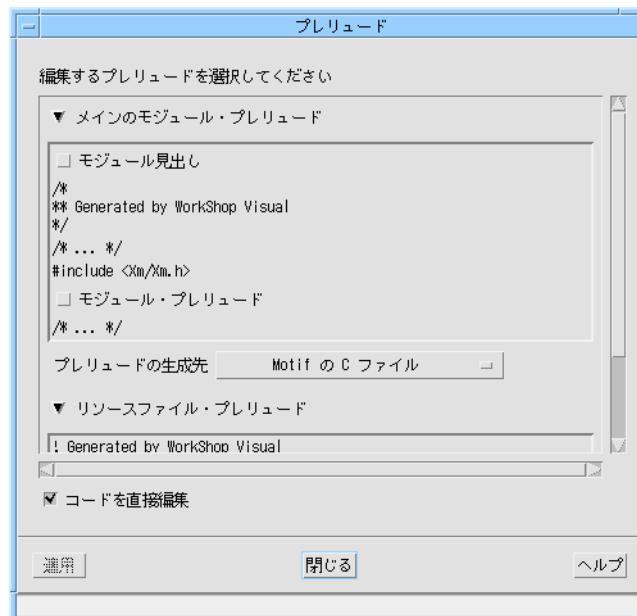 プレリュード
編集するプレリュードを選択してください
メインのモジュール・プレリュード
モジュール見出し
/*
** Generated by WorkShop Visual
*/
/* ... */
#include <Xm/Xm.h>
モジュール・プレリュード
/* ... */
プレリュードの生成先 Motif の C ファイル
リソースファイル・プレリュード
! Generated by WorkShop Visual
コードを直接編集
適用 閉じる ヘルプ